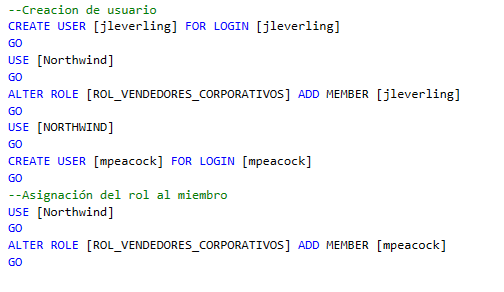 --Creacion de usuario
CREATE USER [jleverling] FOR LOGIN [jleverling]
GO
USE [Northwind]
GO
ALTER ROLE [ROL_VENDEDORES_CORPORATIVOS] ADD MEMBER [jleverling]
GO
USE [NORTHWIND]
GO
CREATE USER [mpeacock] FOR LOGIN [mpeacock]
GO
--Asignación del rol al miembro
USE [Northwind]
GO
ALTER ROLE [ROL_VENDEDORES_CORPORATIVOS] ADD MEMBER [mpeacock]
GO